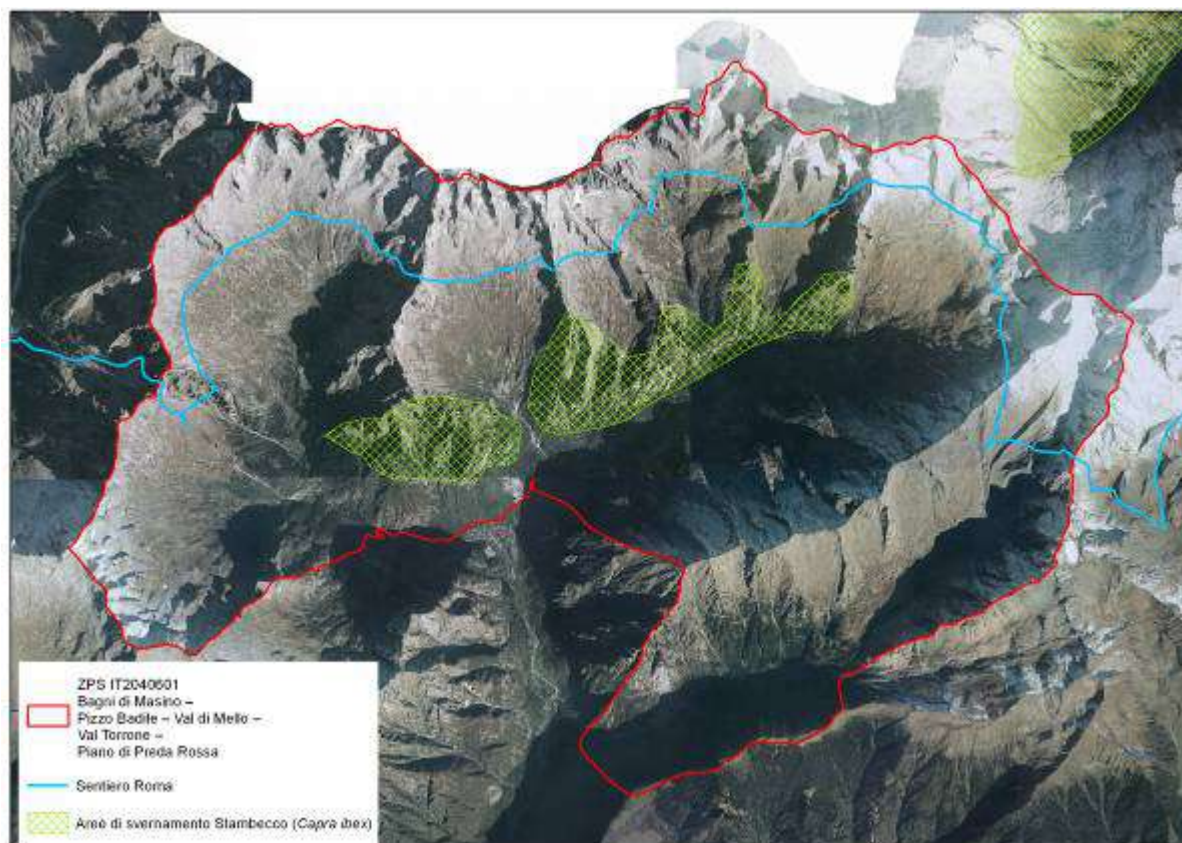 ZPS IT2040601
Bagni di Masino –
Pizzo Badile – Val di Mello –
Val Torrone –
Piano di Preda Rossa
Sentiero Roma
Aree di svernamento Stambecco (Capra ibex)